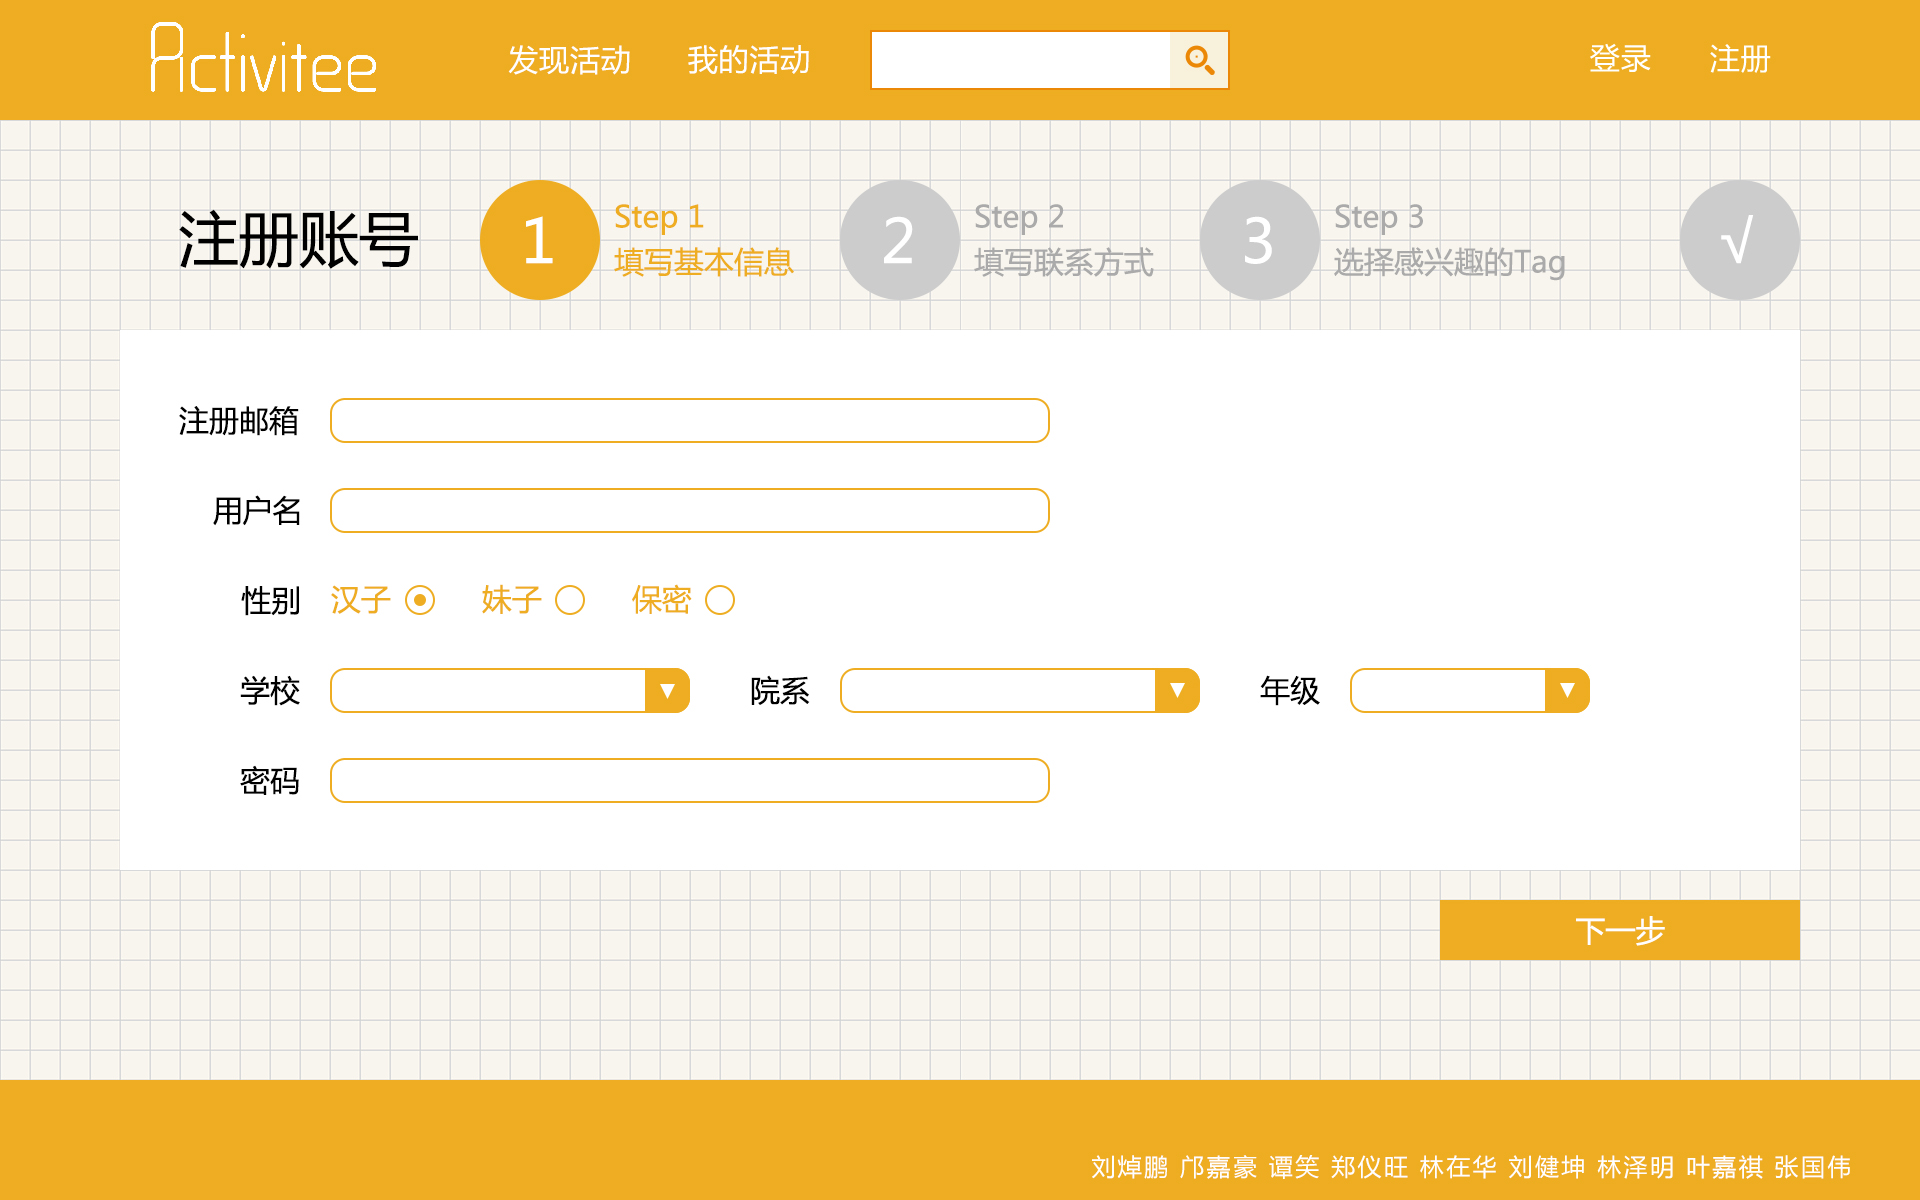 Activitee 发现活动 我的活动 登录 注册
注册账号
1 Step 1
填写基本信息
2 Step 2
填写联系方式
3 Step 3
选择感兴趣的Tag
√
注册邮箱
用户名
性别 汉子 妹子 保密
学校 ▼ 院系 ▼ 年级 ▼
密码
下一步
刘焯鹏 邝嘉豪 谭笑 郑仪旺 林在华 刘健坤 林泽明 叶嘉祺 张国伟